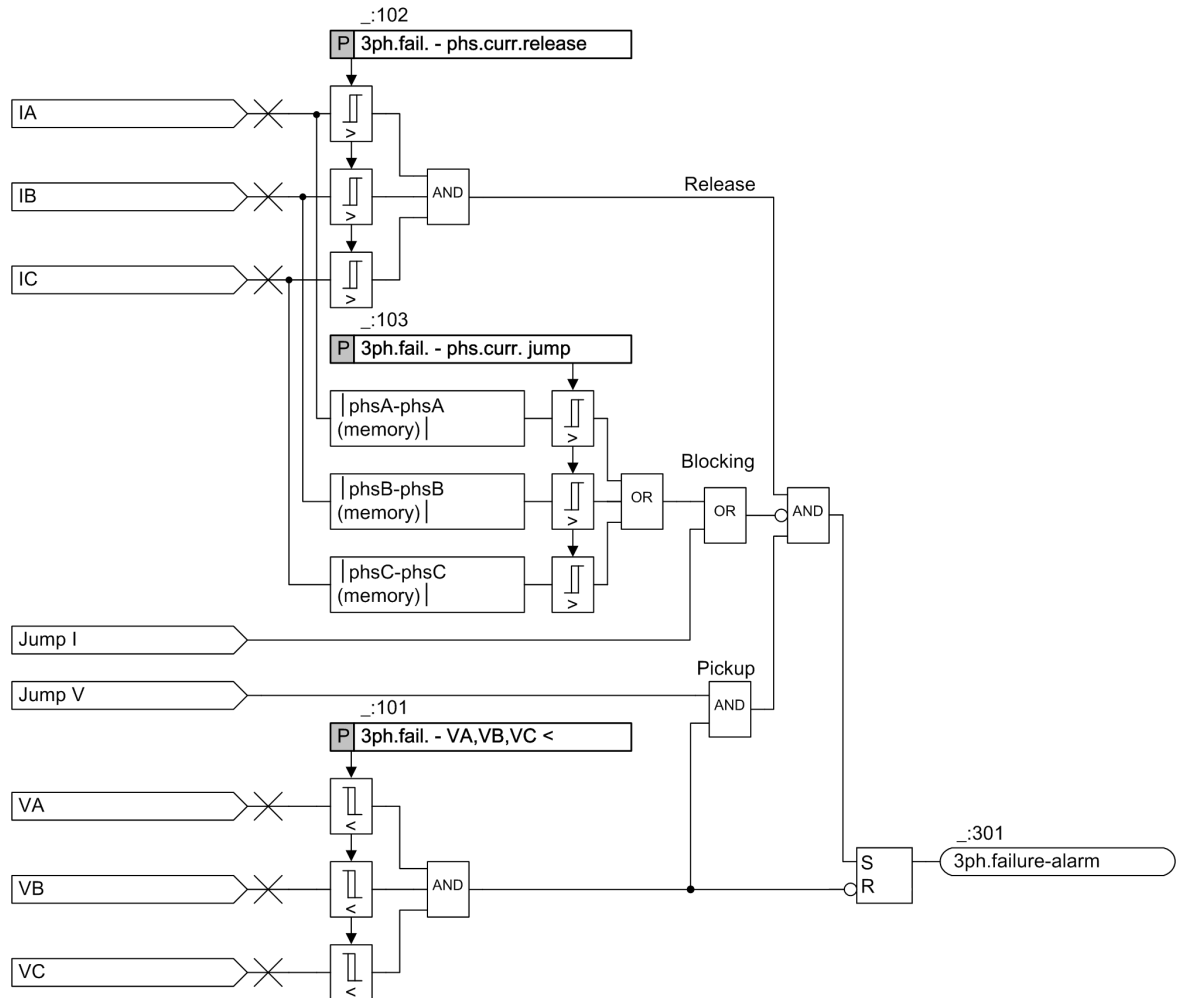 _:102
P 3ph.fail. - phs.curr.release
IA
>
IB
>
AND
Release
IC
>
_:103
P 3ph.fail. - phs.curr. jump
|phsA-phsA
(memory)|
>
Blocking
|phsB-phsB
(memory)|
>
OR
OR
AND
|phsC-phsC
(memory)|
>
Jump I
Pickup
Jump V
AND
_:101
P 3ph.fail. - VA,VB,VC <
VA
<
_:301
S
3ph.failure-alarm
VB
<
AND
R
VC
<